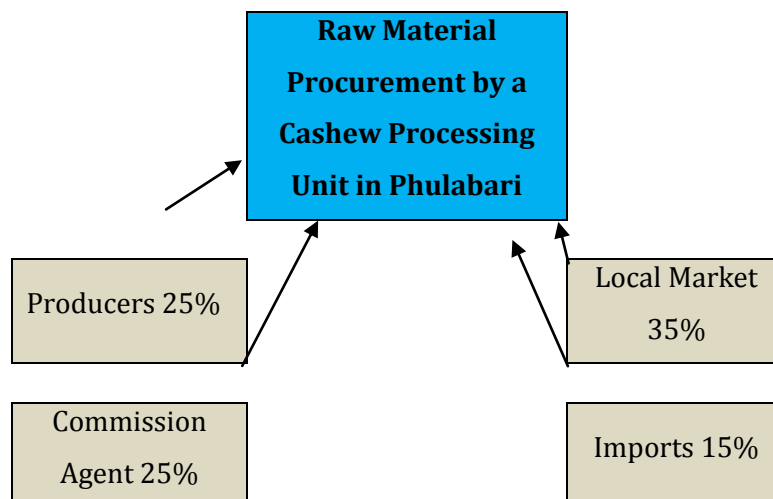 Raw Material
Procurement by a
Cashew Processing
Unit in Phulabari
Producers 25%
Local Market
35%
Commission
Agent 25%
Imports 15%